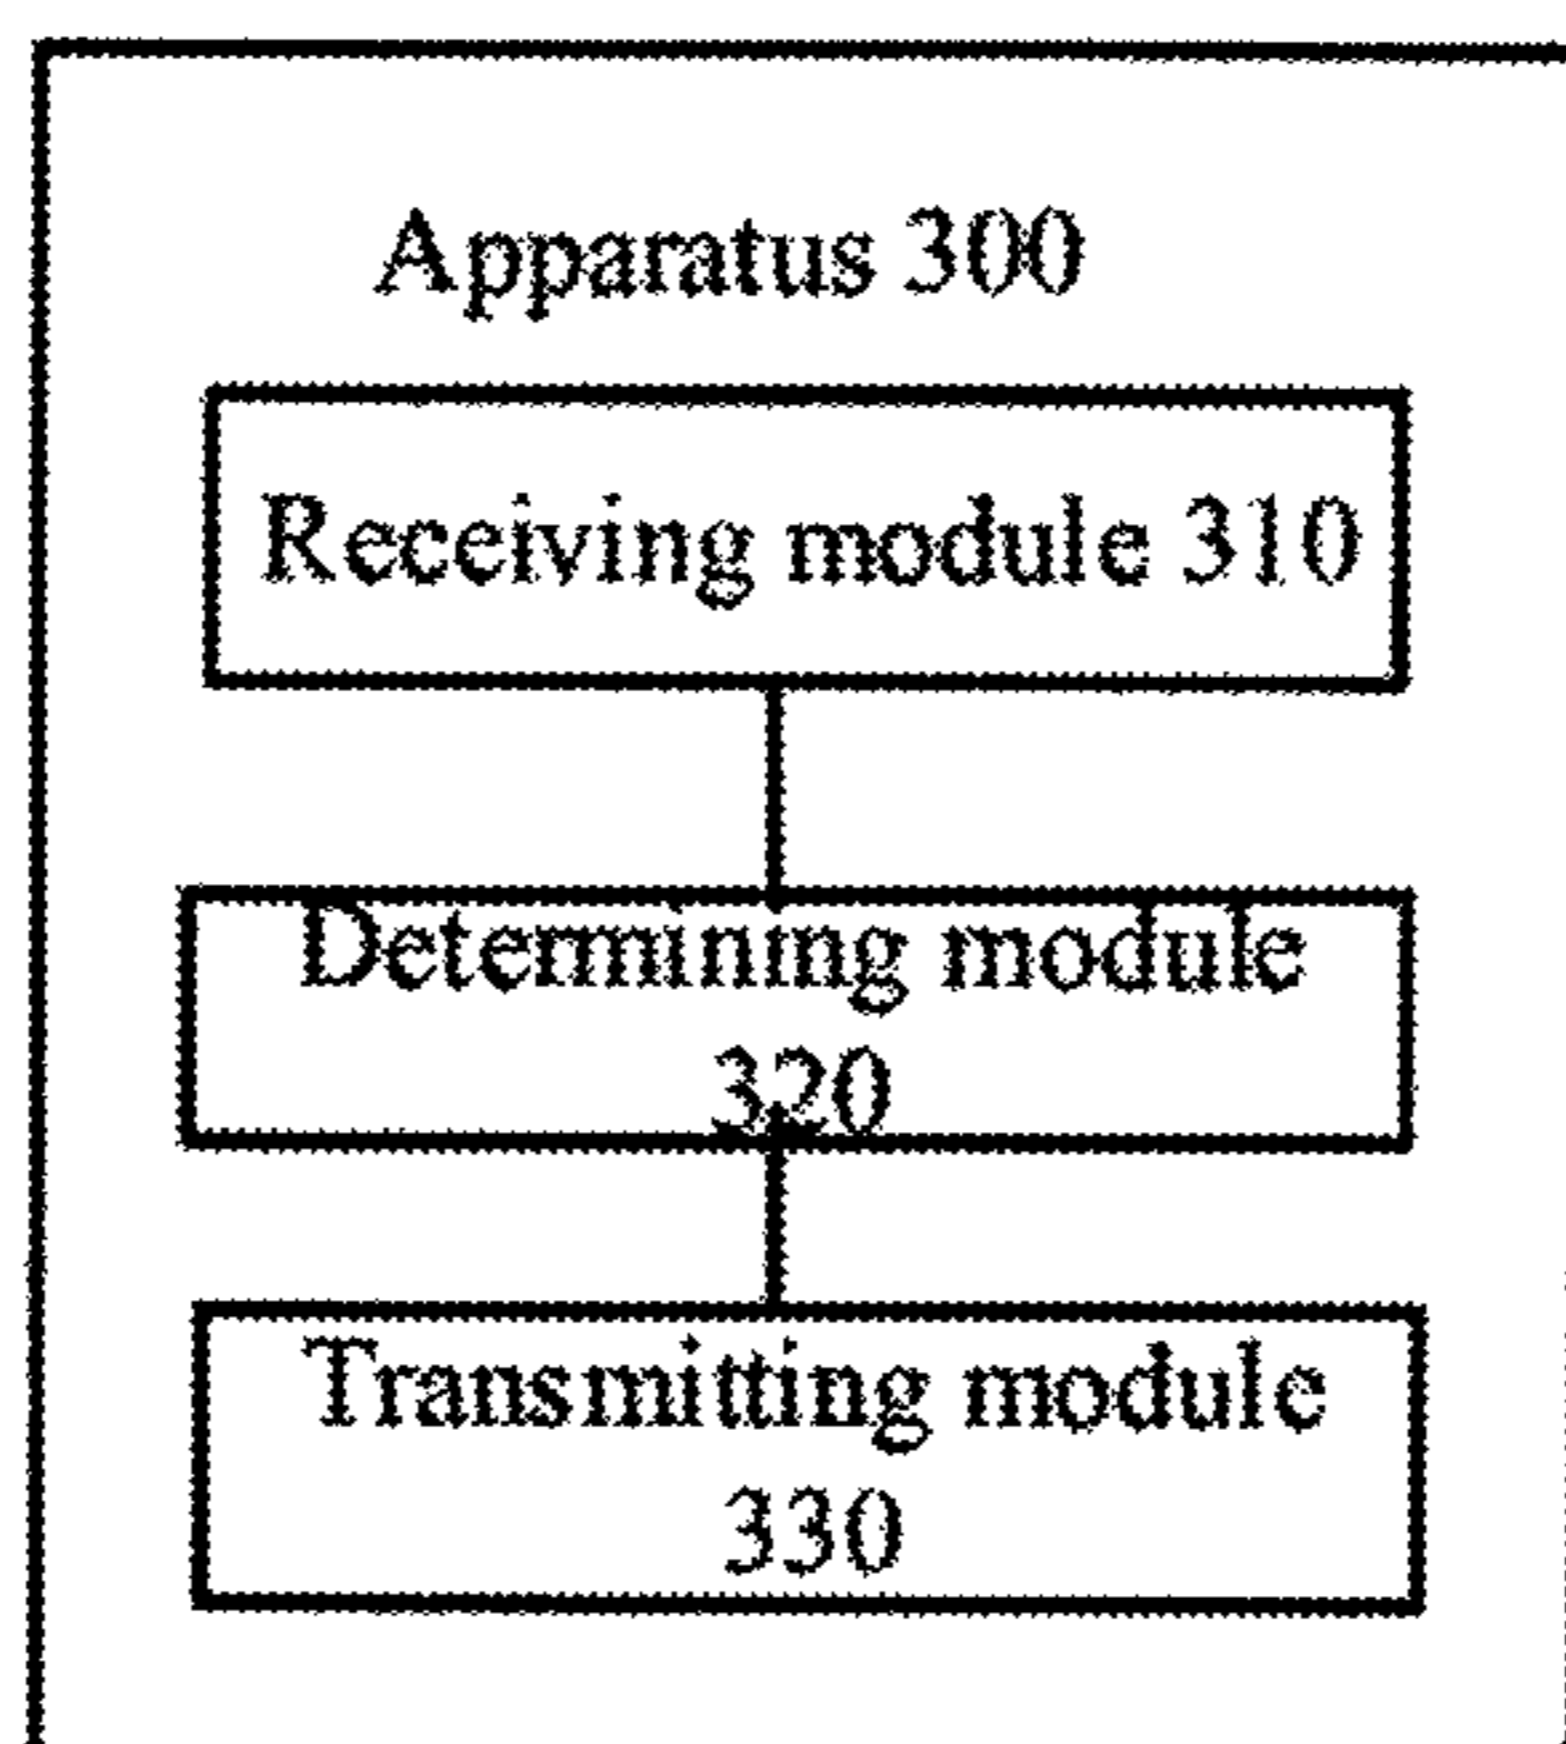 Apparatus 300
Receiving module 310
Determining module
320
Transmitting module
330